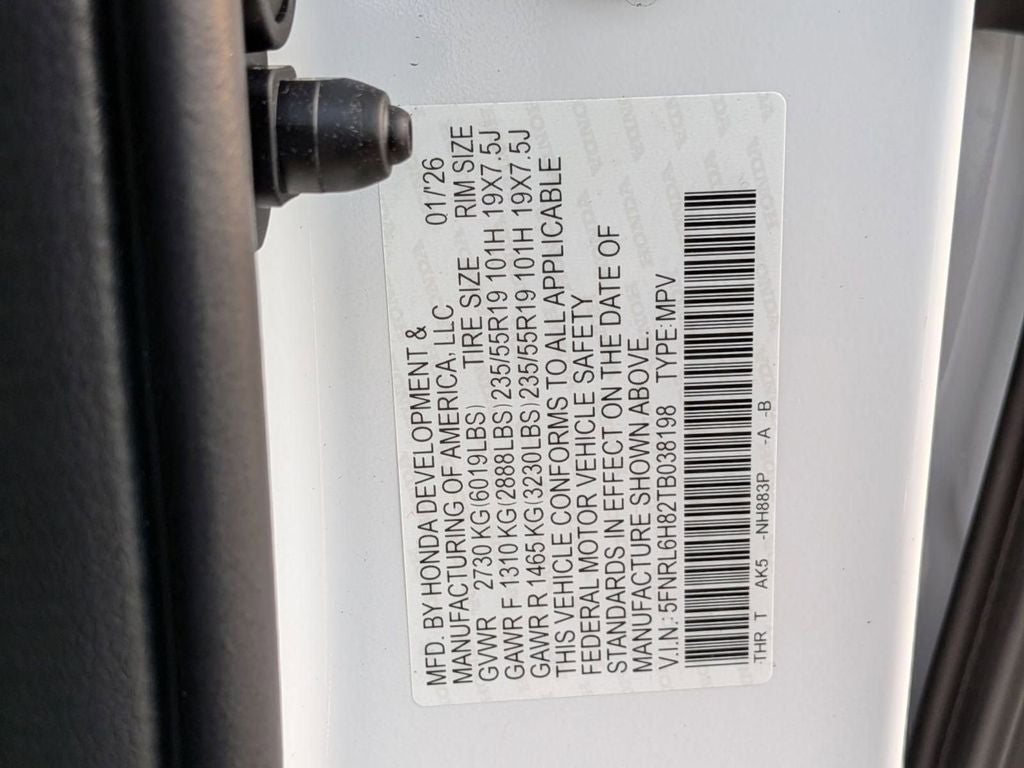 MFD. BY HONDA DEVELOPMENT & 01/'26
MANUFACTURING OF AMERICA, LLC
GVWR 2730 KG(6019LBS) TIRE SIZE RIM SIZE
GAWR F 1310 KG(2888LBS) 235/55R19 101H 19X7.5J
GAWR R 1465 KG(3230LBS) 235/55R19 101H 19X7.5J
THIS VEHICLE CONFORMS TO ALL APPLICABLE
FEDERAL MOTOR VEHICLE SAFETY
STANDARDS IN EFFECT ON THE DATE OF
MANUFACTURE SHOWN ABOVE.
V.I.N.: 5FNRL6H82TB038198 TYPE: MPV
THR T AK5 -NH883P -A -B